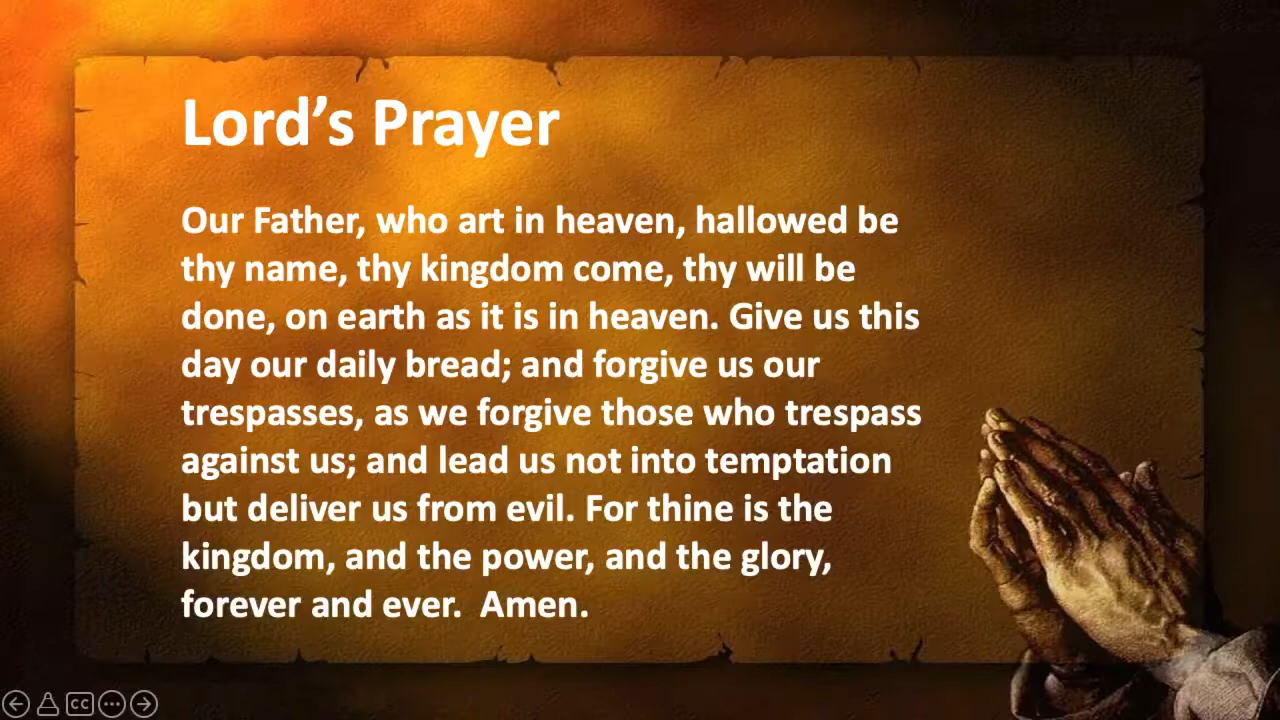 Lord’s Prayer
Our Father, who art in heaven, hallowed be
thy name, thy kingdom come, thy will be
done, on earth as it is in heaven. Give us this
day our daily bread; and forgive us our
trespasses, as we forgive those who trespass
against us; and lead us not into temptation
but deliver us from evil. For thine is the
kingdom, and the power, and the glory,
forever and ever.  Amen.
CC